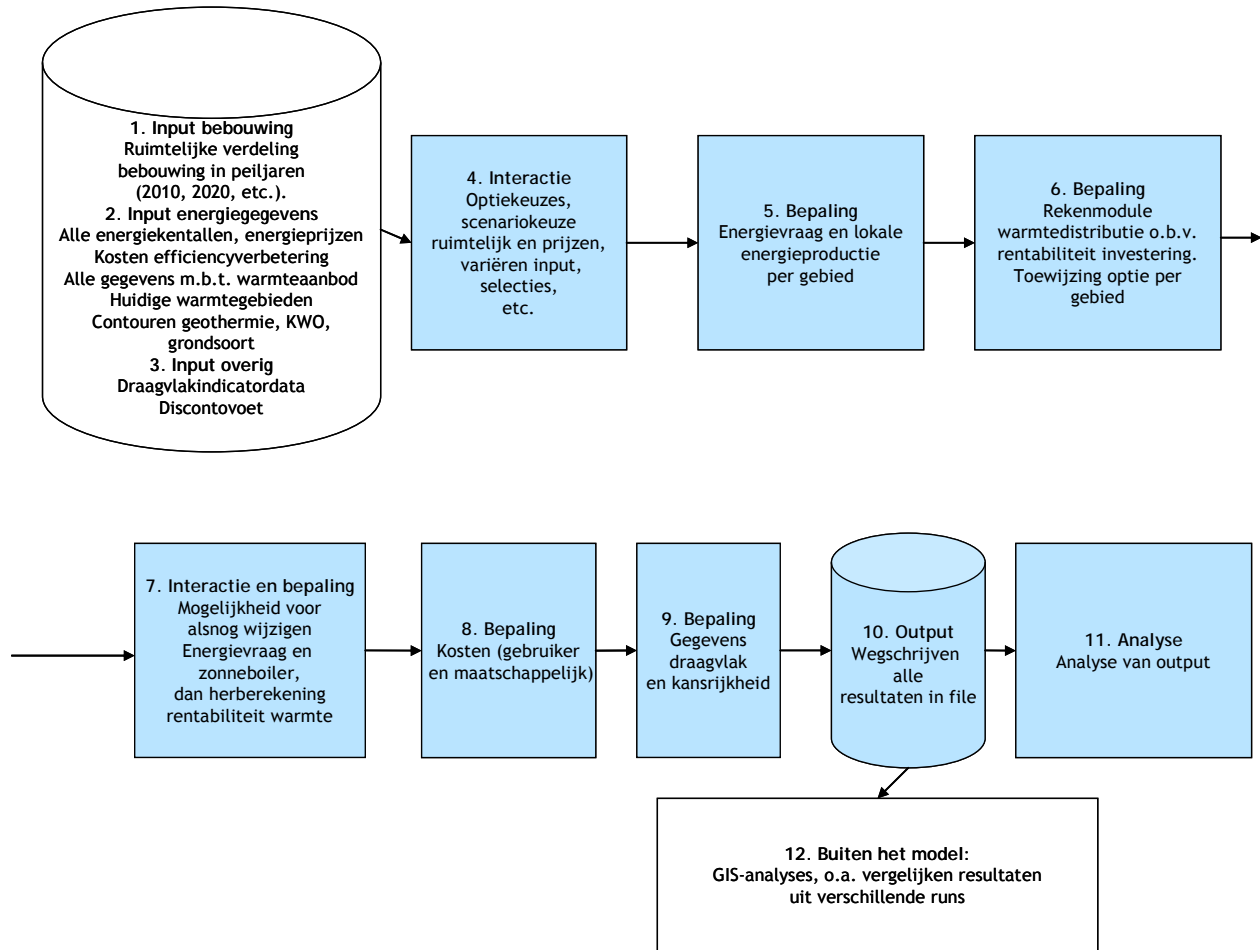 1. Input bebouwing
Ruimtelijke verdeling
bebouwing in peiljaren
(2010, 2020, etc.).
2. Input energiegegevens
Alle energiekentallen, energieprijzen
Kosten efficiencyverbetering
Alle gegevens m.b.t. warmteaanbod
Huidige warmtegebieden
Contouren geothermie, KWO,
grondsoort
3. Input overig
Draagvlakindicatordata
Discontovoet
4. Interactie
Optiekeuzes,
scenariokeuze
ruimtelijk en prijzen,
variëren input,
selecties,
etc.
5. Bepaling
Energievraag en lokale
energieproductie
per gebied
6. Bepaling
Rekenmodule
warmtedistributie o.b.v.
rentabiliteit investering.
Toewijzing optie per
gebied
7. Interactie en bepaling
Mogelijkheid voor
alsnog wijzigen
Energievraag en
zonneboiler,
dan herberekening
rentabiliteit warmte
8. Bepaling
Kosten (gebruiker
en maatschappelijk)
9. Bepaling
Gegevens
draagvlak
en kansrijkheid
10. Output
Wegschrijven
alle
resultaten in file
11. Analyse
Analyse van output
12. Buiten het model:
GIS-analyses, o.a. vergelijken resultaten
uit verschillende runs